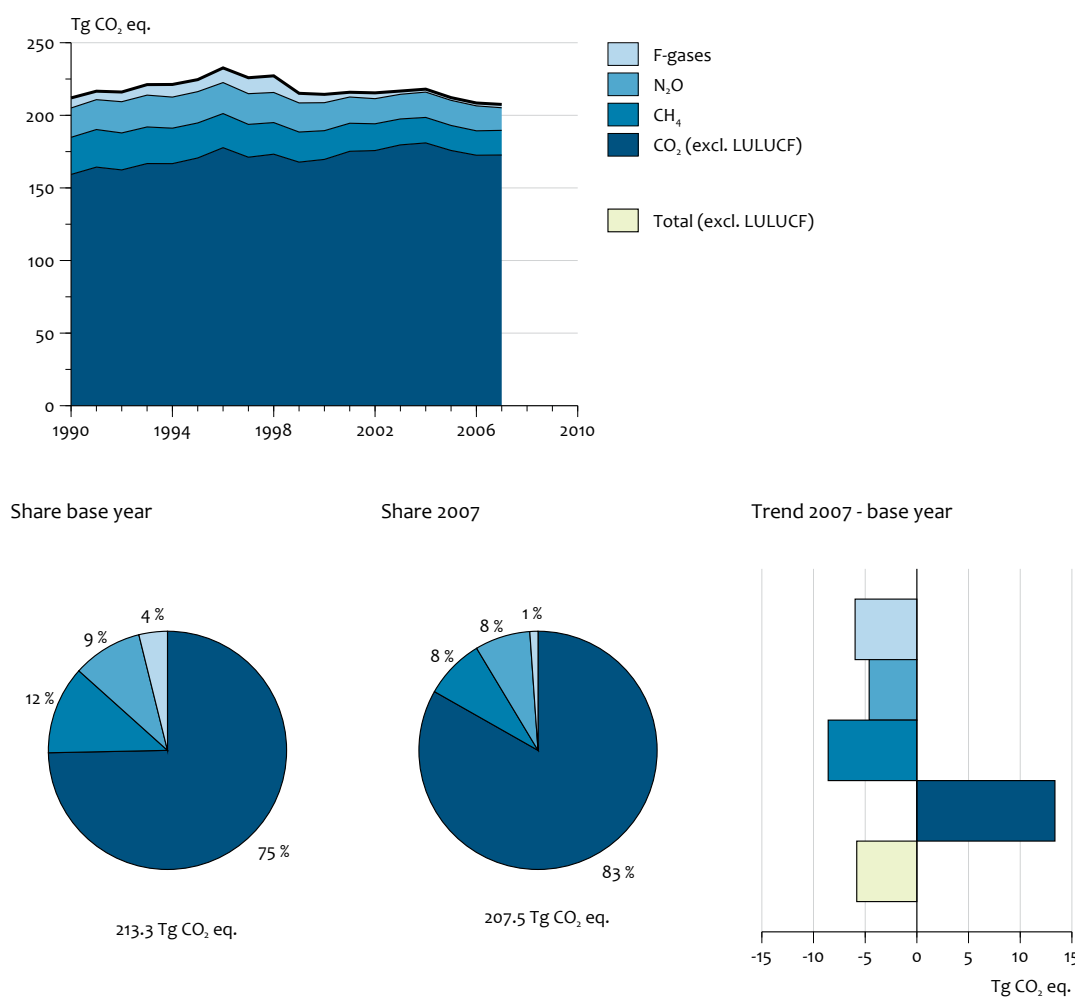 Tg CO₂ eq.
250
200
150
100
50
0
1990 1994 1998 2002 2006 2010
F-gases
N₂O
CH₄
CO₂ (excl. LULUCF)
Total (excl. LULUCF)
Share base year
4 %
9 %
12 %
75 %
213.3 Tg CO₂ eq.
Share 2007
1 %
8 %
8 %
83 %
207.5 Tg CO₂ eq.
Trend 2007 - base year
-15 -10 -5 0 5 10 15
Tg CO₂ eq.